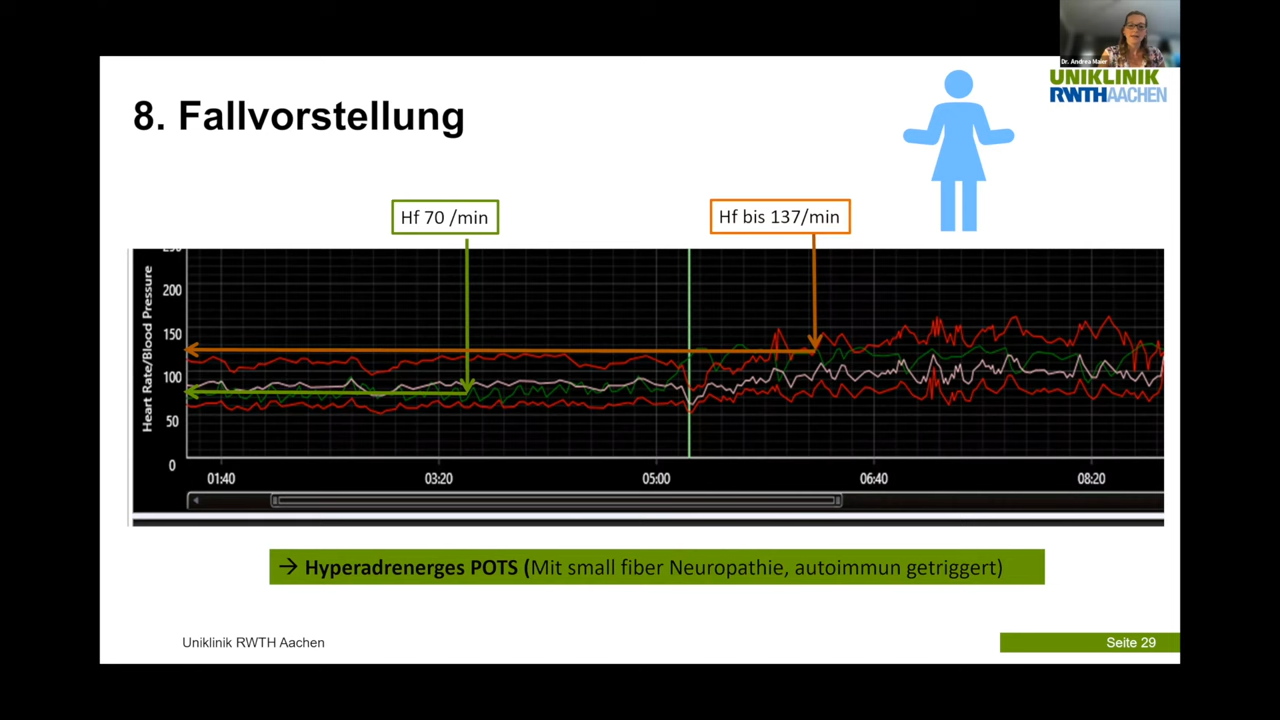 Dr. Andrea Maier
UNIKLINIK
RWTHAACHEN
8. Fallvorstellung
Hf 70 /min
Hf bis 137/min
Heart Rate/Blood Pressure
250
200
150
100
50
0
01:40
03:20
05:00
06:40
08:20
→ Hyperadrenerges POTS (Mit small fiber Neuropathie, autoimmun getriggert)
Uniklinik RWTH Aachen
Seite 29